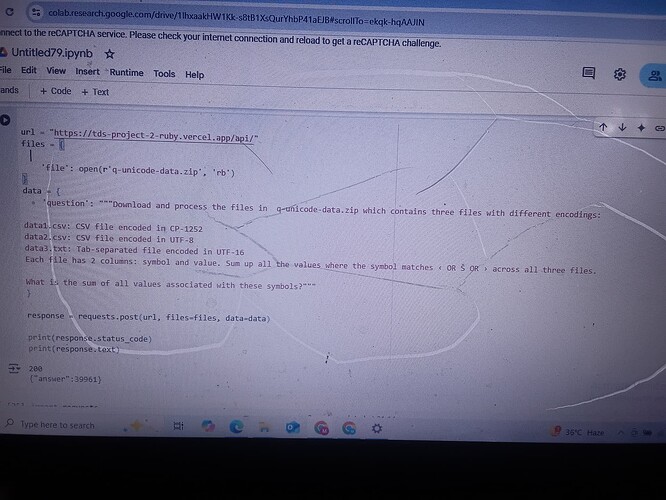 colab.research.google.com/drive/1IhxaakHW1Kk-s8tB1XsQurYhbP41aEJB#scrollTo=ekqk-hqAAJIN
nnect to the reCAPTCHA service. Please check your internet connection and reload to get a reCAPTCHA challenge.
Untitled79.ipynb
File Edit View Insert Runtime Tools Help
ands + Code + Text
url = "https://tds-project-2-ruby.vercel.app/api/"
files = {
'file': open(r'q-unicode-data.zip', 'rb')
}
data = {
'question': """Download and process the files in q-unicode-data.zip which contains three files with different encodings:
data1.csv: CSV file encoded in CP-1252
data2.csv: CSV file encoded in UTF-8
data3.txt: Tab-separated file encoded in UTF-16
Each file has 2 columns: symbol and value. Sum up all the values where the symbol matches ‹ OR Š OR › across all three files.
What is the sum of all values associated with these symbols?"""
}
response = requests.post(url, files=files, data=data)
print(response.status_code)
print(response.text)
200
{"answer":39961}
Type here to search
35°C Haze